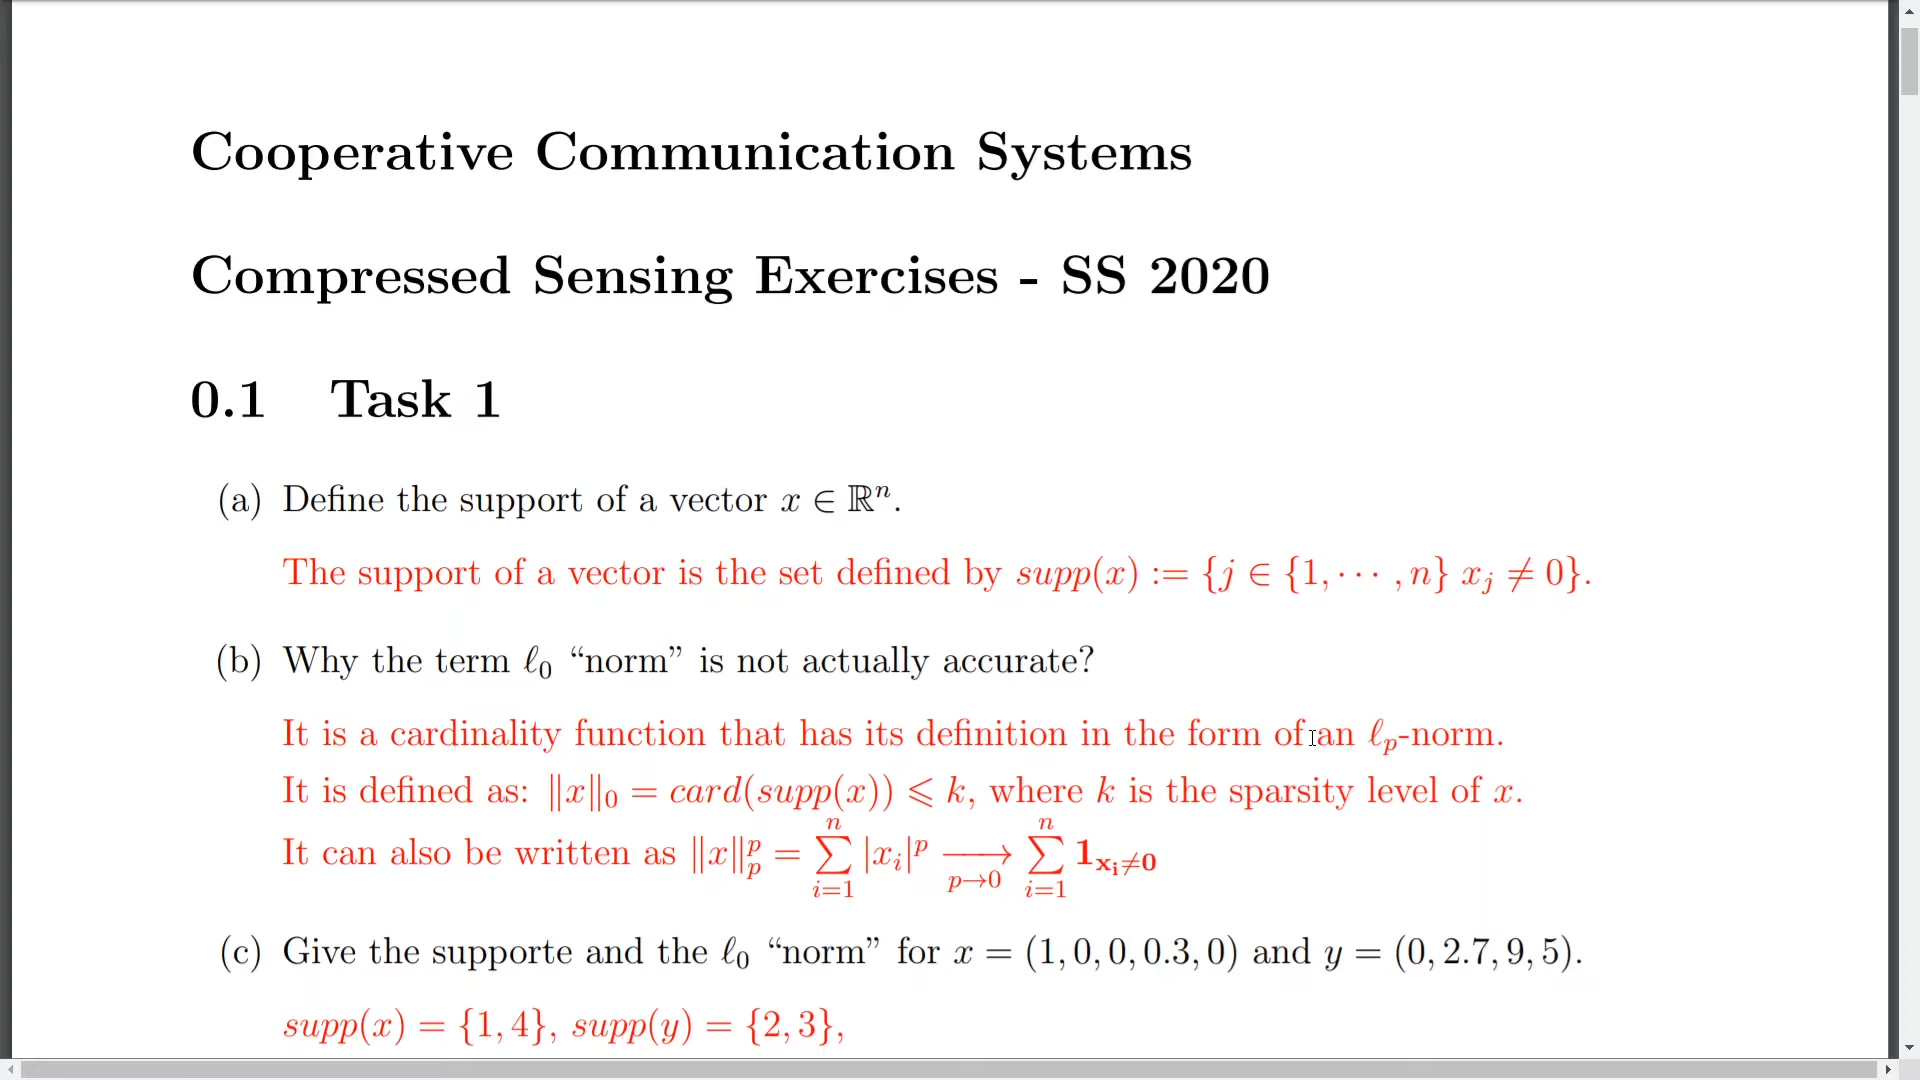 Cooperative Communication Systems
Compressed Sensing Exercises - SS 2020
0.1 Task 1
(a) Define the support of a vector x ∈ ℝⁿ.
The support of a vector is the set defined by supp(x) := {j ∈ {1, ⋯ , n} x_j ≠ 0}.
(b) Why the term ℓ₀ “norm” is not actually accurate?
It is a cardinality function that has its definition in the form of an ℓ_p-norm.
It is defined as: ‖x‖₀ = card(supp(x)) ⩽ k, where k is the sparsity level of x.
It can also be written as ‖x‖_p^p = ∑_{i=1}^{n} |x_i|^p ⟶_{p→0} ∑_{i=1}^{n} 1_{x_i≠0}
(c) Give the supporte and the ℓ₀ “norm” for x = (1, 0, 0, 0.3, 0) and y = (0, 2.7, 9, 5).
supp(x) = {1, 4}, supp(y) = {2, 3},